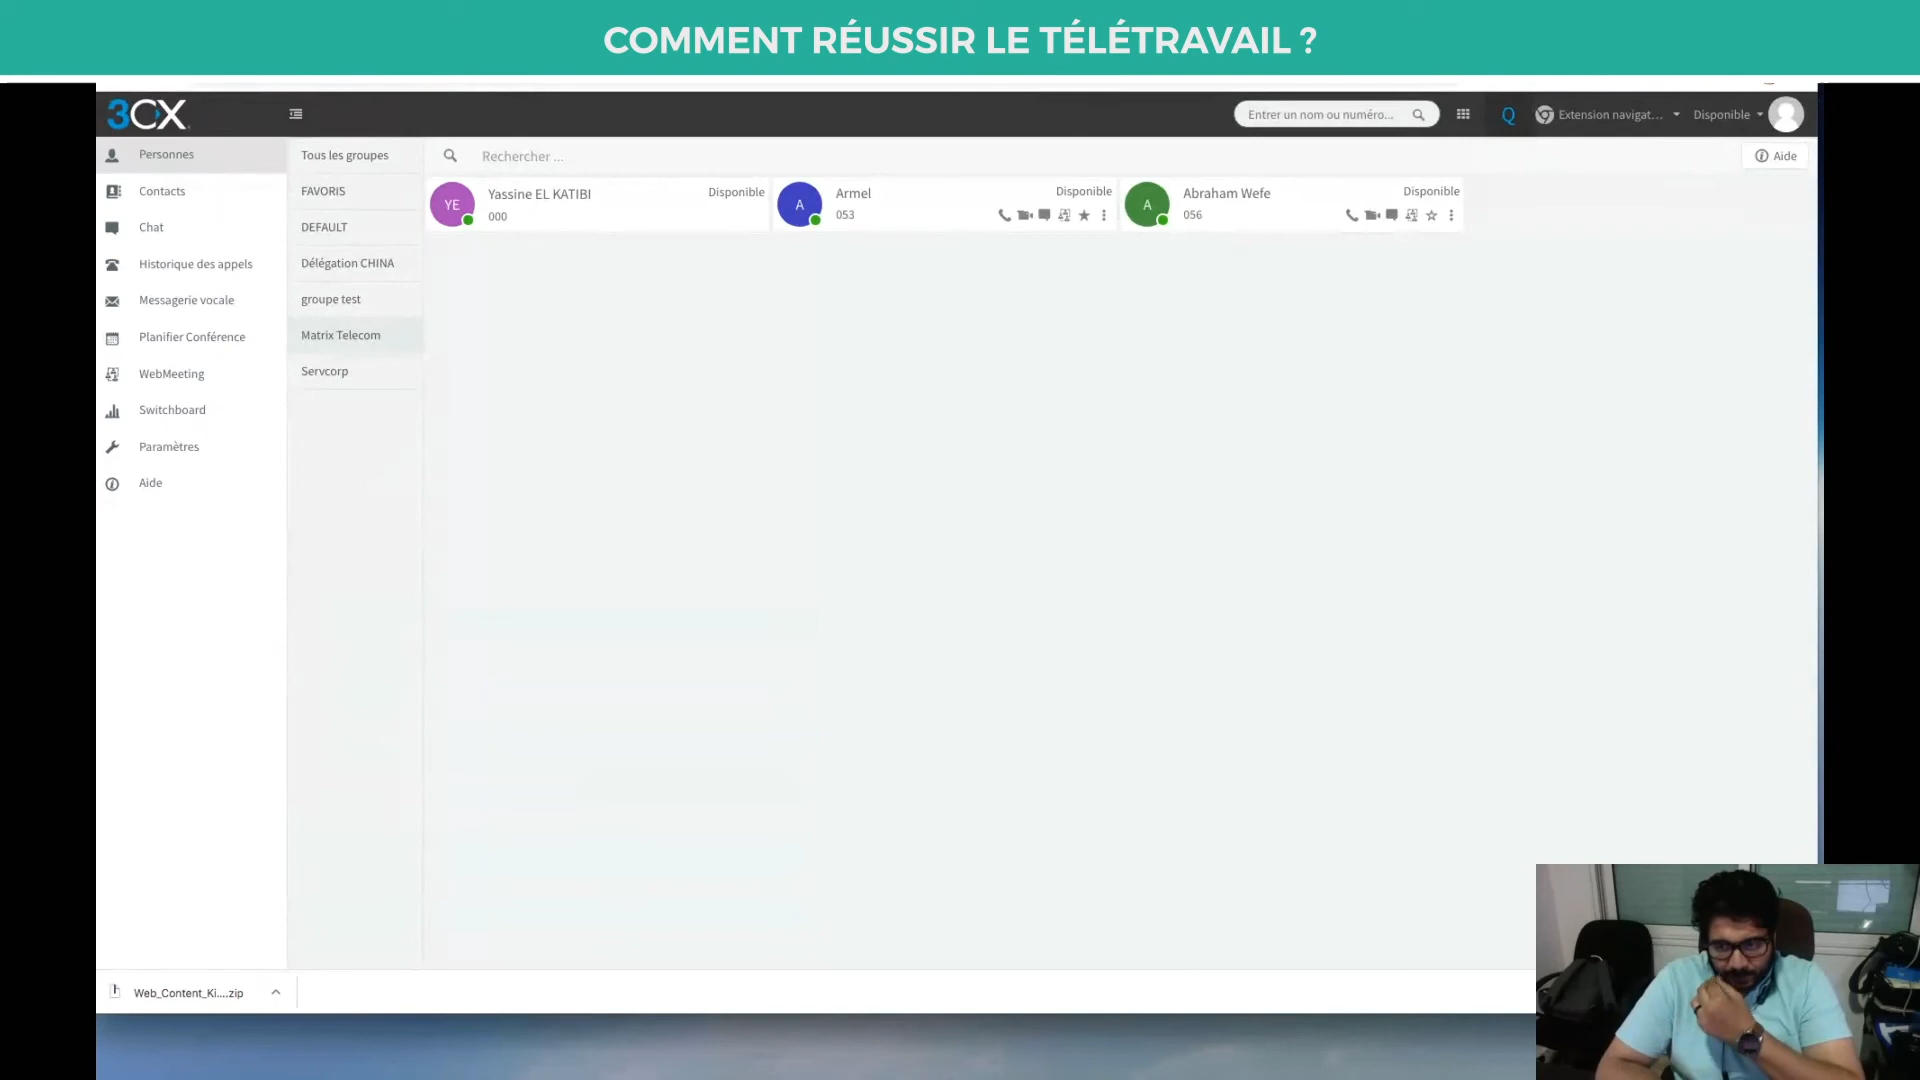 COMMENT RÉUSSIR LE TÉLÉTRAVAIL ?
3CX
Entrer un nom ou numéro...
Q
Extension navigat...
Disponible
Personnes
Contacts
Chat
Historique des appels
Messagerie vocale
Planifier Conférence
WebMeeting
Switchboard
Paramètres
Aide
Tous les groupes
FAVORIS
DEFAULT
Délégation CHINA
groupe test
Matrix Telecom
Servcorp
Rechercher ...
Aide
YE
Yassine EL KATIBI
Disponible
000
A
Armel
Disponible
053
A
Abraham Wefe
Disponible
056
Web_Content_Ki....zip